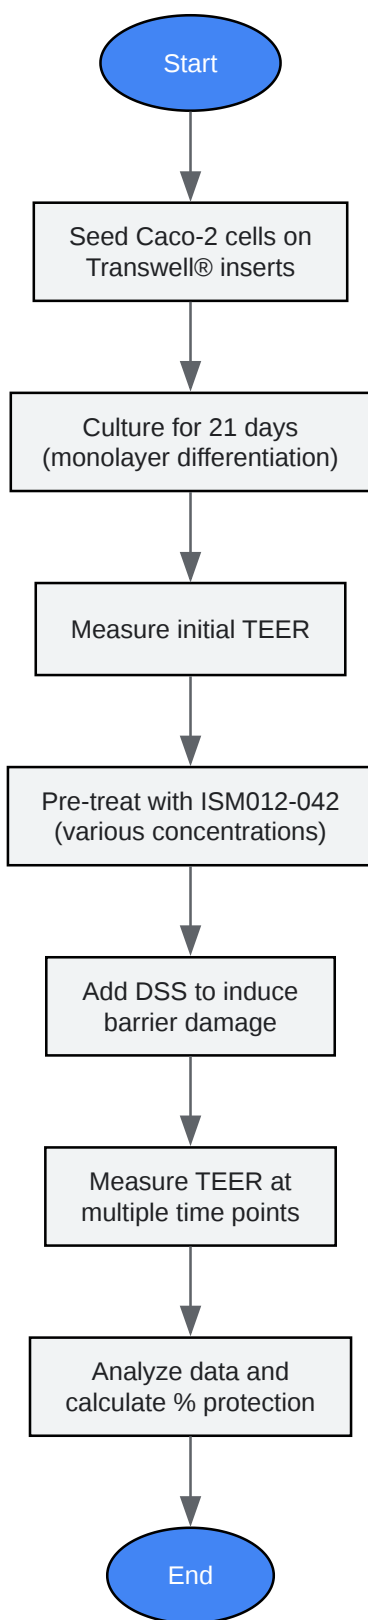 Start
Seed Caco-2 cells on
Transwell® inserts
Culture for 21 days
(monolayer differentiation)
Measure initial TEER
Pre-treat with ISM012-042
(various concentrations)
Add DSS to induce
barrier damage
Measure TEER at
multiple time points
Analyze data and
calculate % protection
End